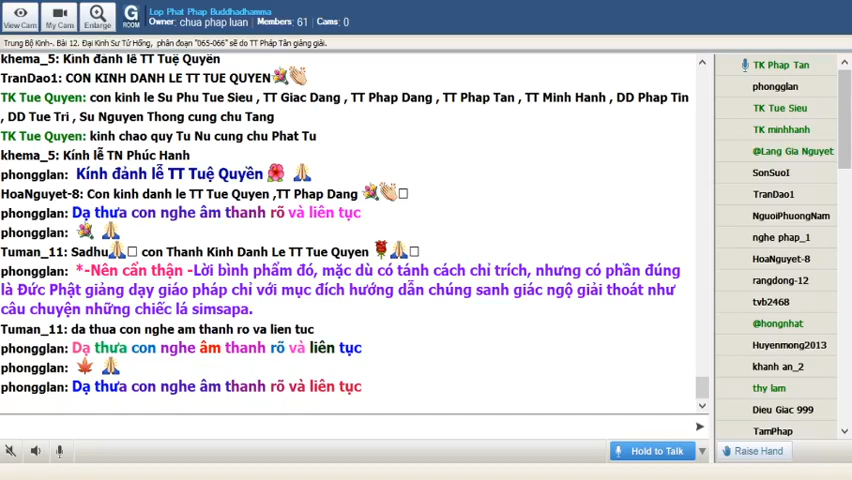 View Cam
My Cam
Enlarge
G
ROOM
Lop Phat Phap Buddhadhamma
Owner: chua phap luan Members: 61 Cams: 0
Trung Bộ Kinh-. Bài 12. Đại Kinh Sư Tử Hống, phân đoạn "065-066" sẽ do TT Pháp Tân giảng giải.
khema_5: Kính đảnh lễ TT Tuệ Quyền
TranDao1: CON KINH DANH LE TT TUE QUYEN
TK Tue Quyen: con kinh le Su Phu Tue Sieu , TT Giac Dang , TT Phap Dang , TT Phap Tan , TT Minh Hanh , DD Phap Tin
, DD Tue Tri , Su Nguyen Thong cung chu Tang
TK Tue Quyen: kinh chao quy Tu Nu cung chu Phat Tu
khema_5: Kính lễ TN Phúc Hanh
phongglan: Kính đảnh lễ TT Tuệ Quyền
HoaNguyet-8: Con kinh danh le TT Tue Quyen ,TT Phap Dang
phongglan: Dạ thưa con nghe âm thanh rõ và liên tục
phongglan:
Tuman_11: Sadhu con Thanh Kinh Danh Le TT Tue Quyen
phongglan: *-Nên cẩn thận -Lời bình phẩm đó, mặc dù có tánh cách chỉ trích, nhưng có phần đúng
là Đức Phật giảng dạy giáo pháp chỉ với mục đích hướng dẫn chúng sanh giác ngộ giải thoát như
câu chuyện những chiếc lá simsapa.
Tuman_11: da thua con nghe am thanh ro va lien tuc
phongglan: Dạ thưa con nghe âm thanh rõ và liên tục
phongglan:
phongglan: Dạ thưa con nghe âm thanh rõ và liên tục
Hold to Talk
TK Phap Tan
phongglan
TK Tue Sieu
TK minhhanh
@Lang Gia Nguyet
SonSuoI
TranDao1
NguoiPhuongNam
nghe phap_1
HoaNguyet-8
rangdong-12
tvb2468
@hongnhat
Huyenmong2013
khanh an_2
thy lam
Dieu Giac 999
TamPhap
Raise Hand